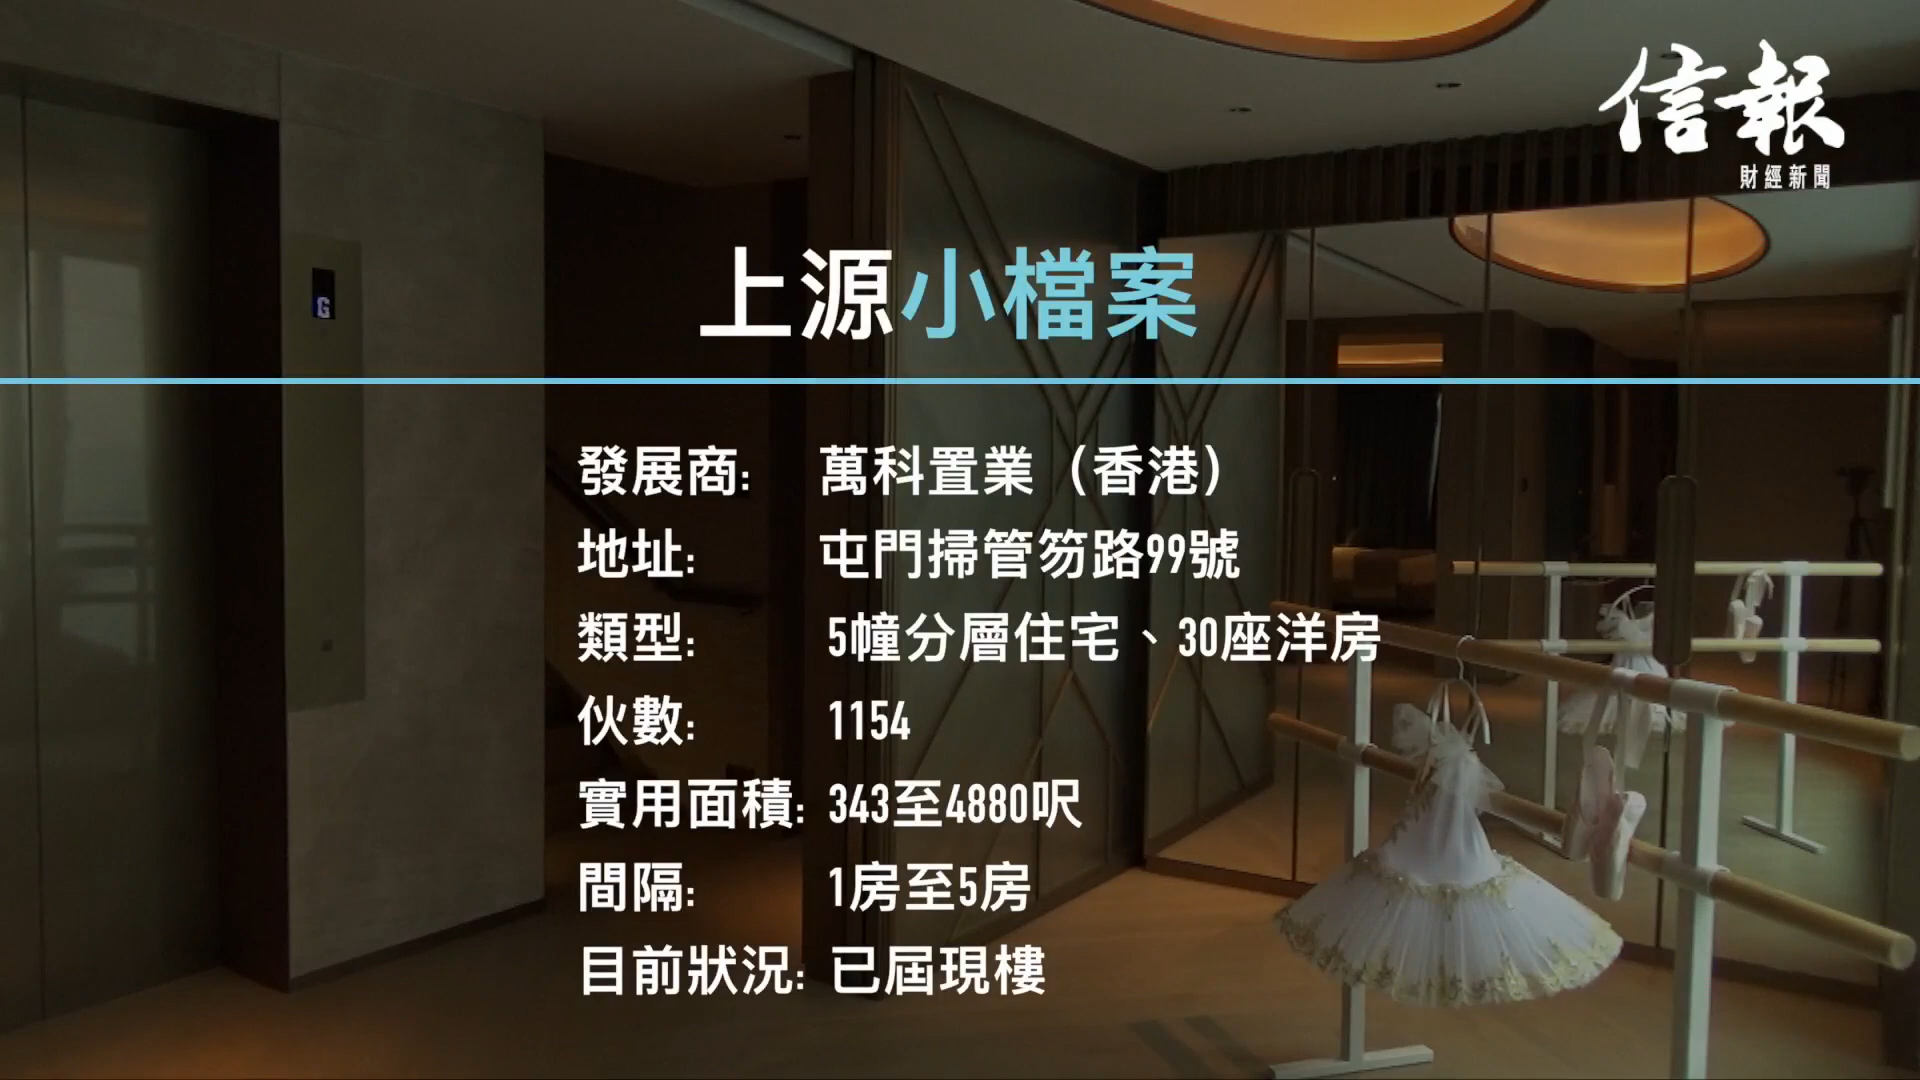 信報
財經新聞
G
上源小檔案
發展商: 萬科置業（香港）
地址: 屯門掃管笏路99號
類型: 5幢分層住宅、30座洋房
伙數: 1154
實用面積: 343至4880呎
間隔: 1房至5房
目前狀況: 已屆現樓